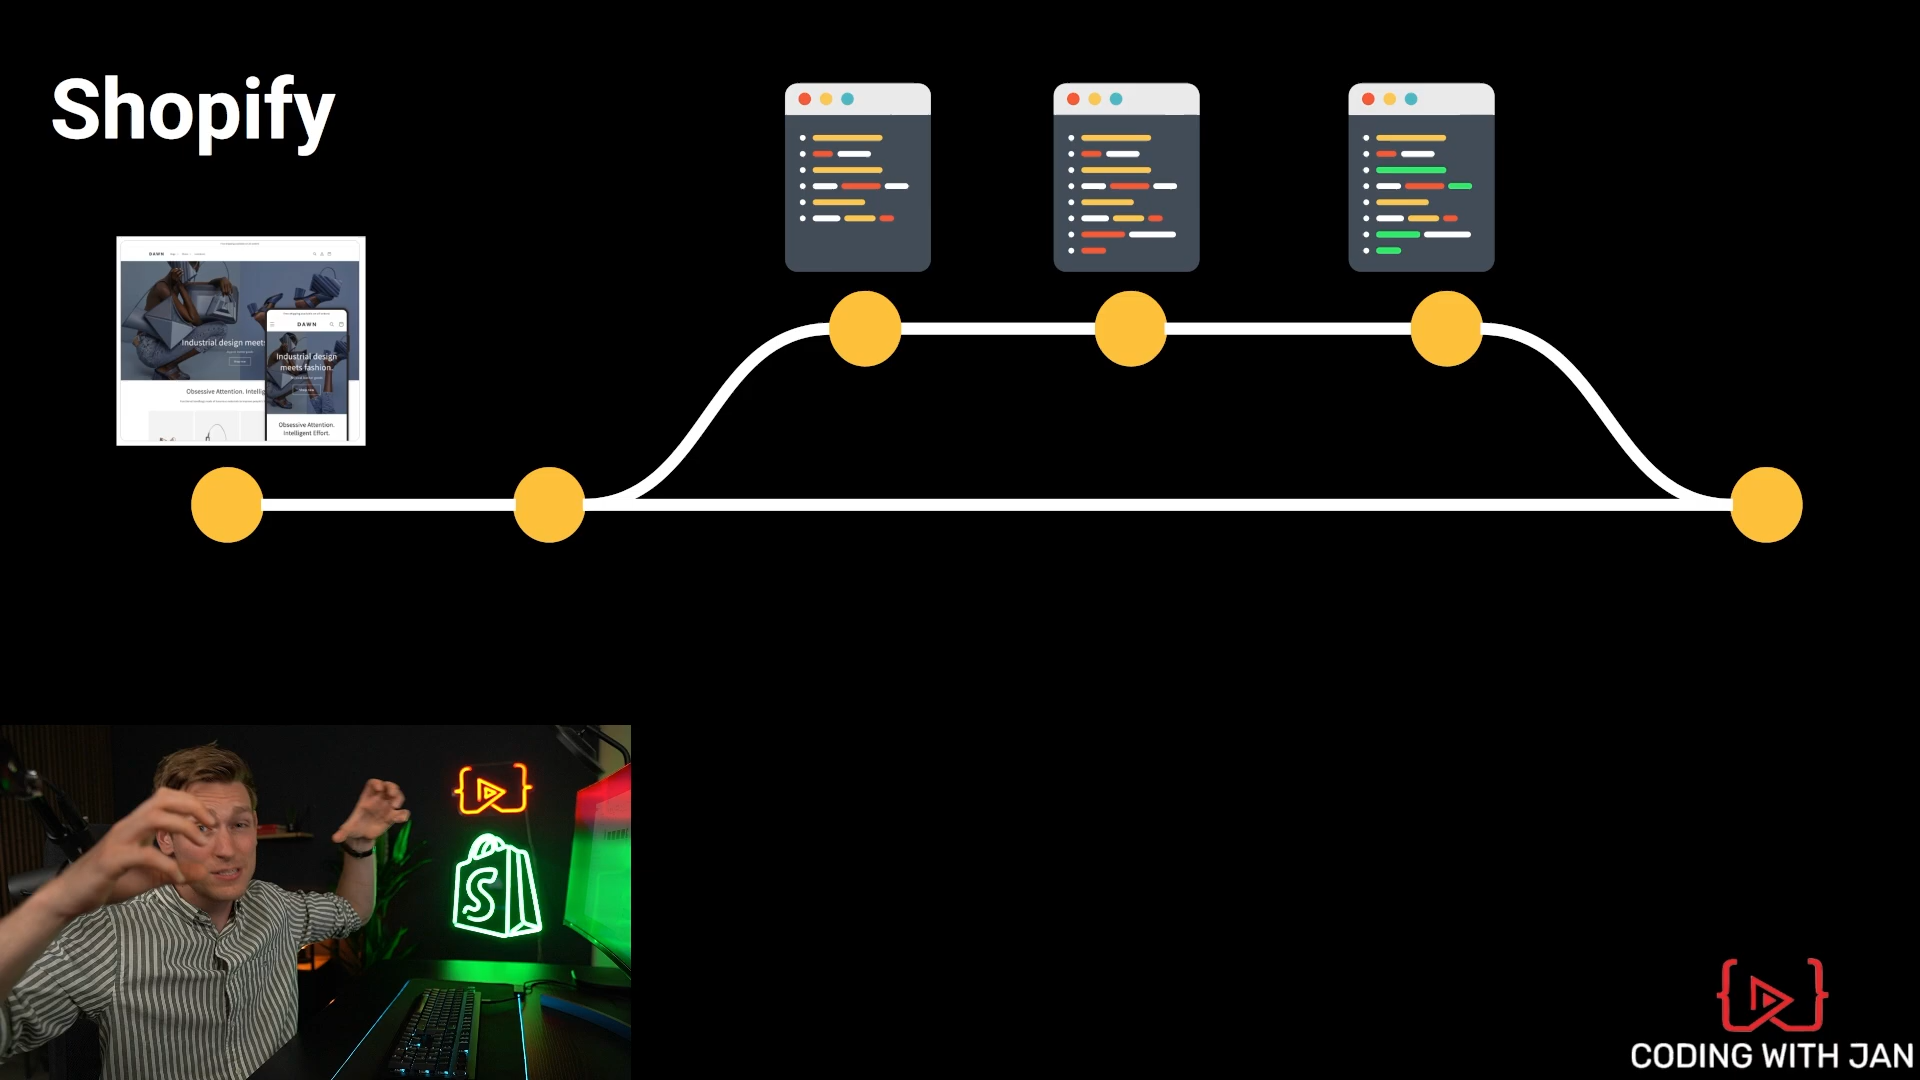 Shopify
DAWN
Industrial design meets
Obsessive Attention. Intellig
DAWN
Industrial design
meets fashion.
Obsessive Attention.
Intelligent Effort.
S
CODING WITH JAN